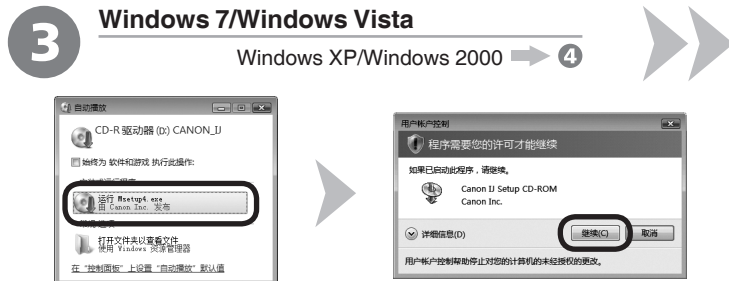 3
Windows 7/Windows Vista
Windows XP/Windows 2000 4
自动播放
CD-R 驱动器 (D:) CANON_IJ
始终为 软件和游戏 执行此操作:
运行 Msetup4.exe
由 Canon Inc. 发布
打开文件夹以查看文件
使用 Windows 资源管理器
在“控制面板”上设置“自动播放”默认值
用户帐户控制
程序需要您的许可才能继续
如果已启动此程序，请继续。
Canon IJ Setup CD-ROM
Canon Inc.
详细信息(D)
继续(C)
取消
用户帐户控制帮助停止对您的计算机的未经授权的更改。